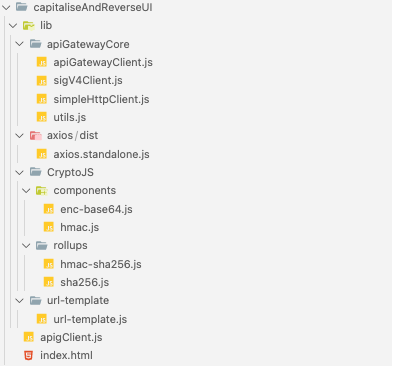 capitaliseAndReverseUI
lib
apiGatewayCore
apiGatewayClient.js
sigV4Client.js
simpleHttpClient.js
utils.js
axios/dist
axios.standalone.js
CryptoJS
components
enc-base64.js
hmac.js
rollups
hmac-sha256.js
sha256.js
url-template
url-template.js
apigClient.js
index.html